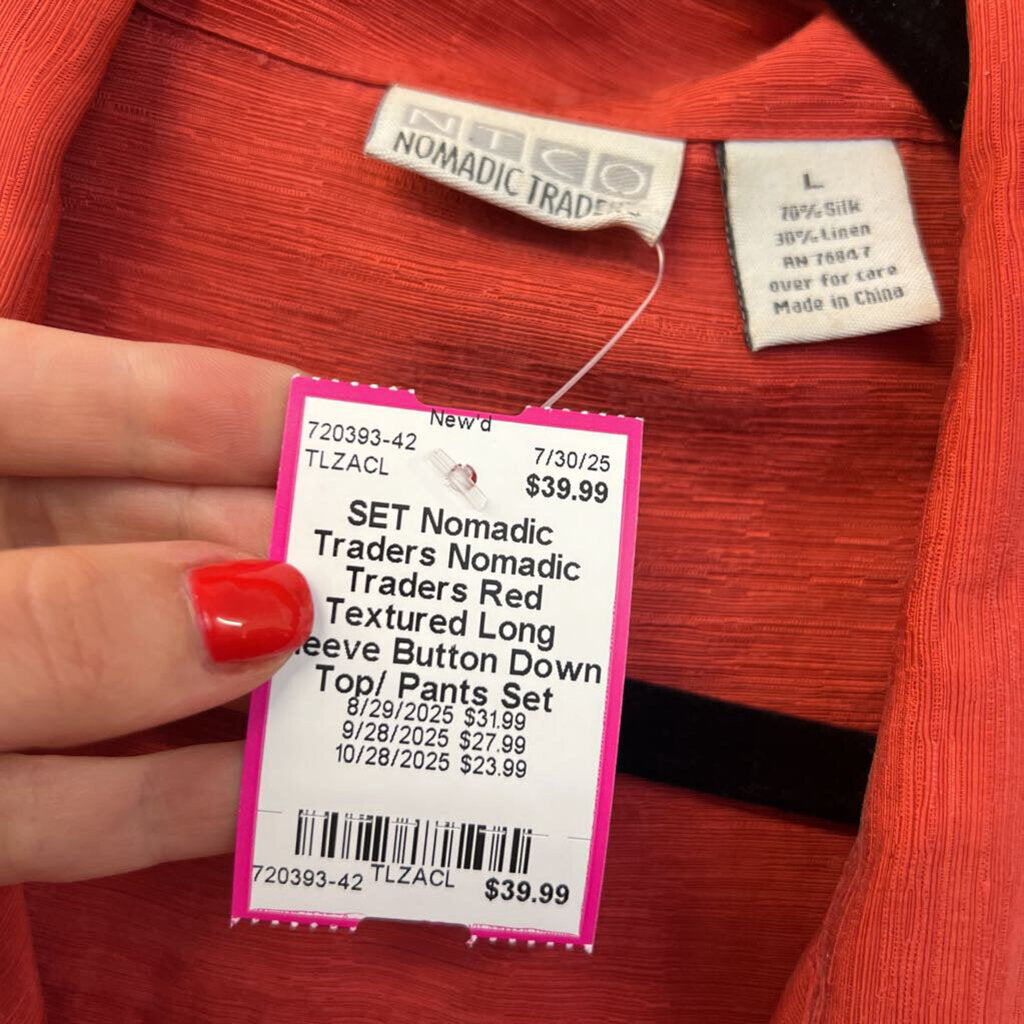 NTCO
NOMADIC TRADE
L
70% Silk
30% Linen
RN 76847
over for care
Made in China
New'd
720393-42
TLZACL
7/30/25
$39.99
SET Nomadic
Traders Nomadic
Traders Red
Textured Long
leeve Button Down
Top/ Pants Set
8/29/2025 $31.99
9/28/2025 $27.99
10/28/2025 $23.99
720393-42 TLZACL $39.99